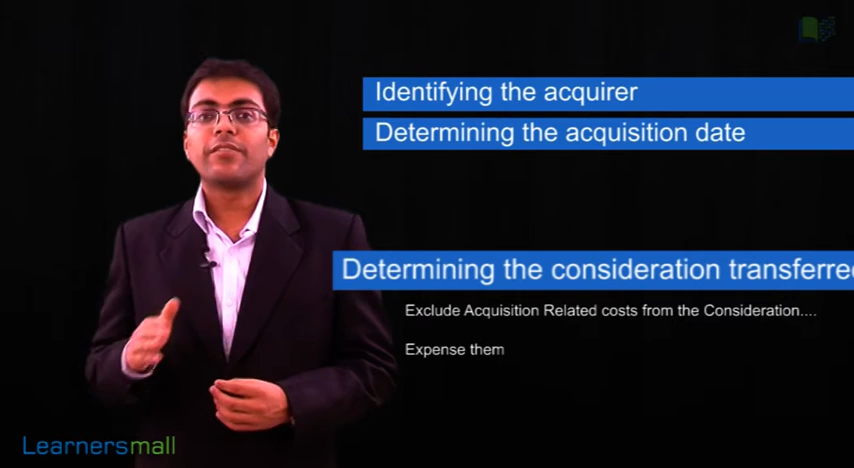 Identifying the acquirer
Determining the acquisition date
Determining the consideration transferred
Exclude Acquisition Related costs from the Consideration....
Expense them
Learnersmall